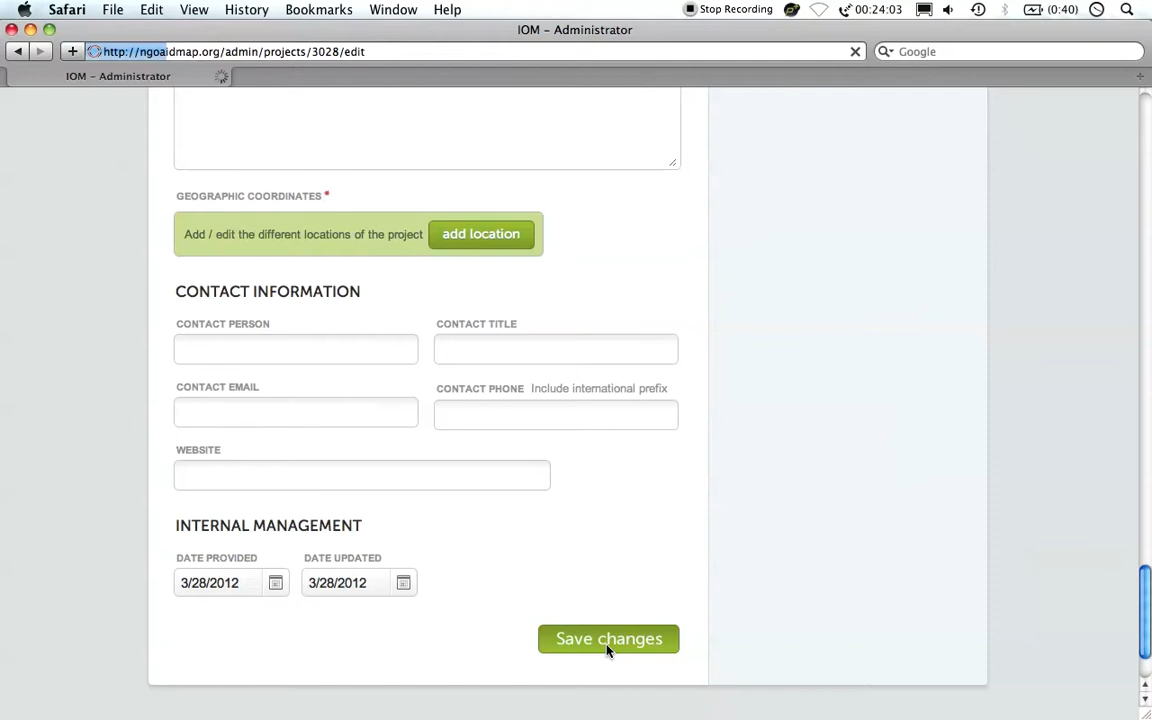 Safari File Edit View History Bookmarks Window Help Stop Recording 00:24:03 (0:40)
IOM – Administrator
http://ngoaidmap.org/admin/projects/3028/edit Google
IOM – Administrator
GEOGRAPHIC COORDINATES *
Add / edit the different locations of the project add location
CONTACT INFORMATION
CONTACT PERSON CONTACT TITLE
CONTACT EMAIL CONTACT PHONE Include international prefix
WEBSITE
INTERNAL MANAGEMENT
DATE PROVIDED DATE UPDATED
3/28/2012 3/28/2012
Save changes